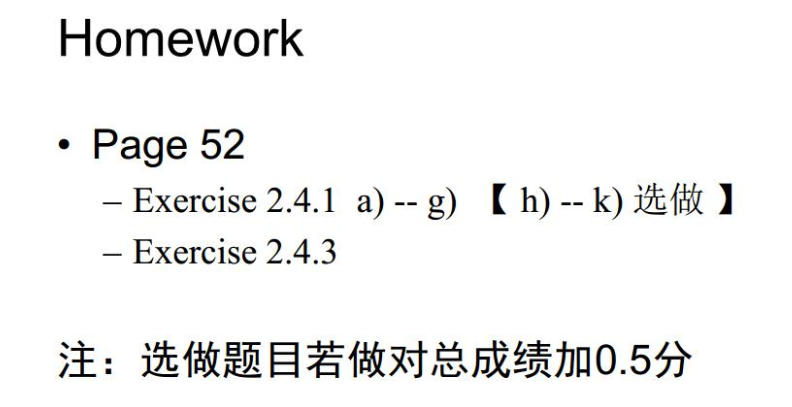 Homework
• Page 52
– Exercise 2.4.1 a) -- g) 【 h) -- k) 选做 】
– Exercise 2.4.3
注：选做题目若做对总成绩加0.5分